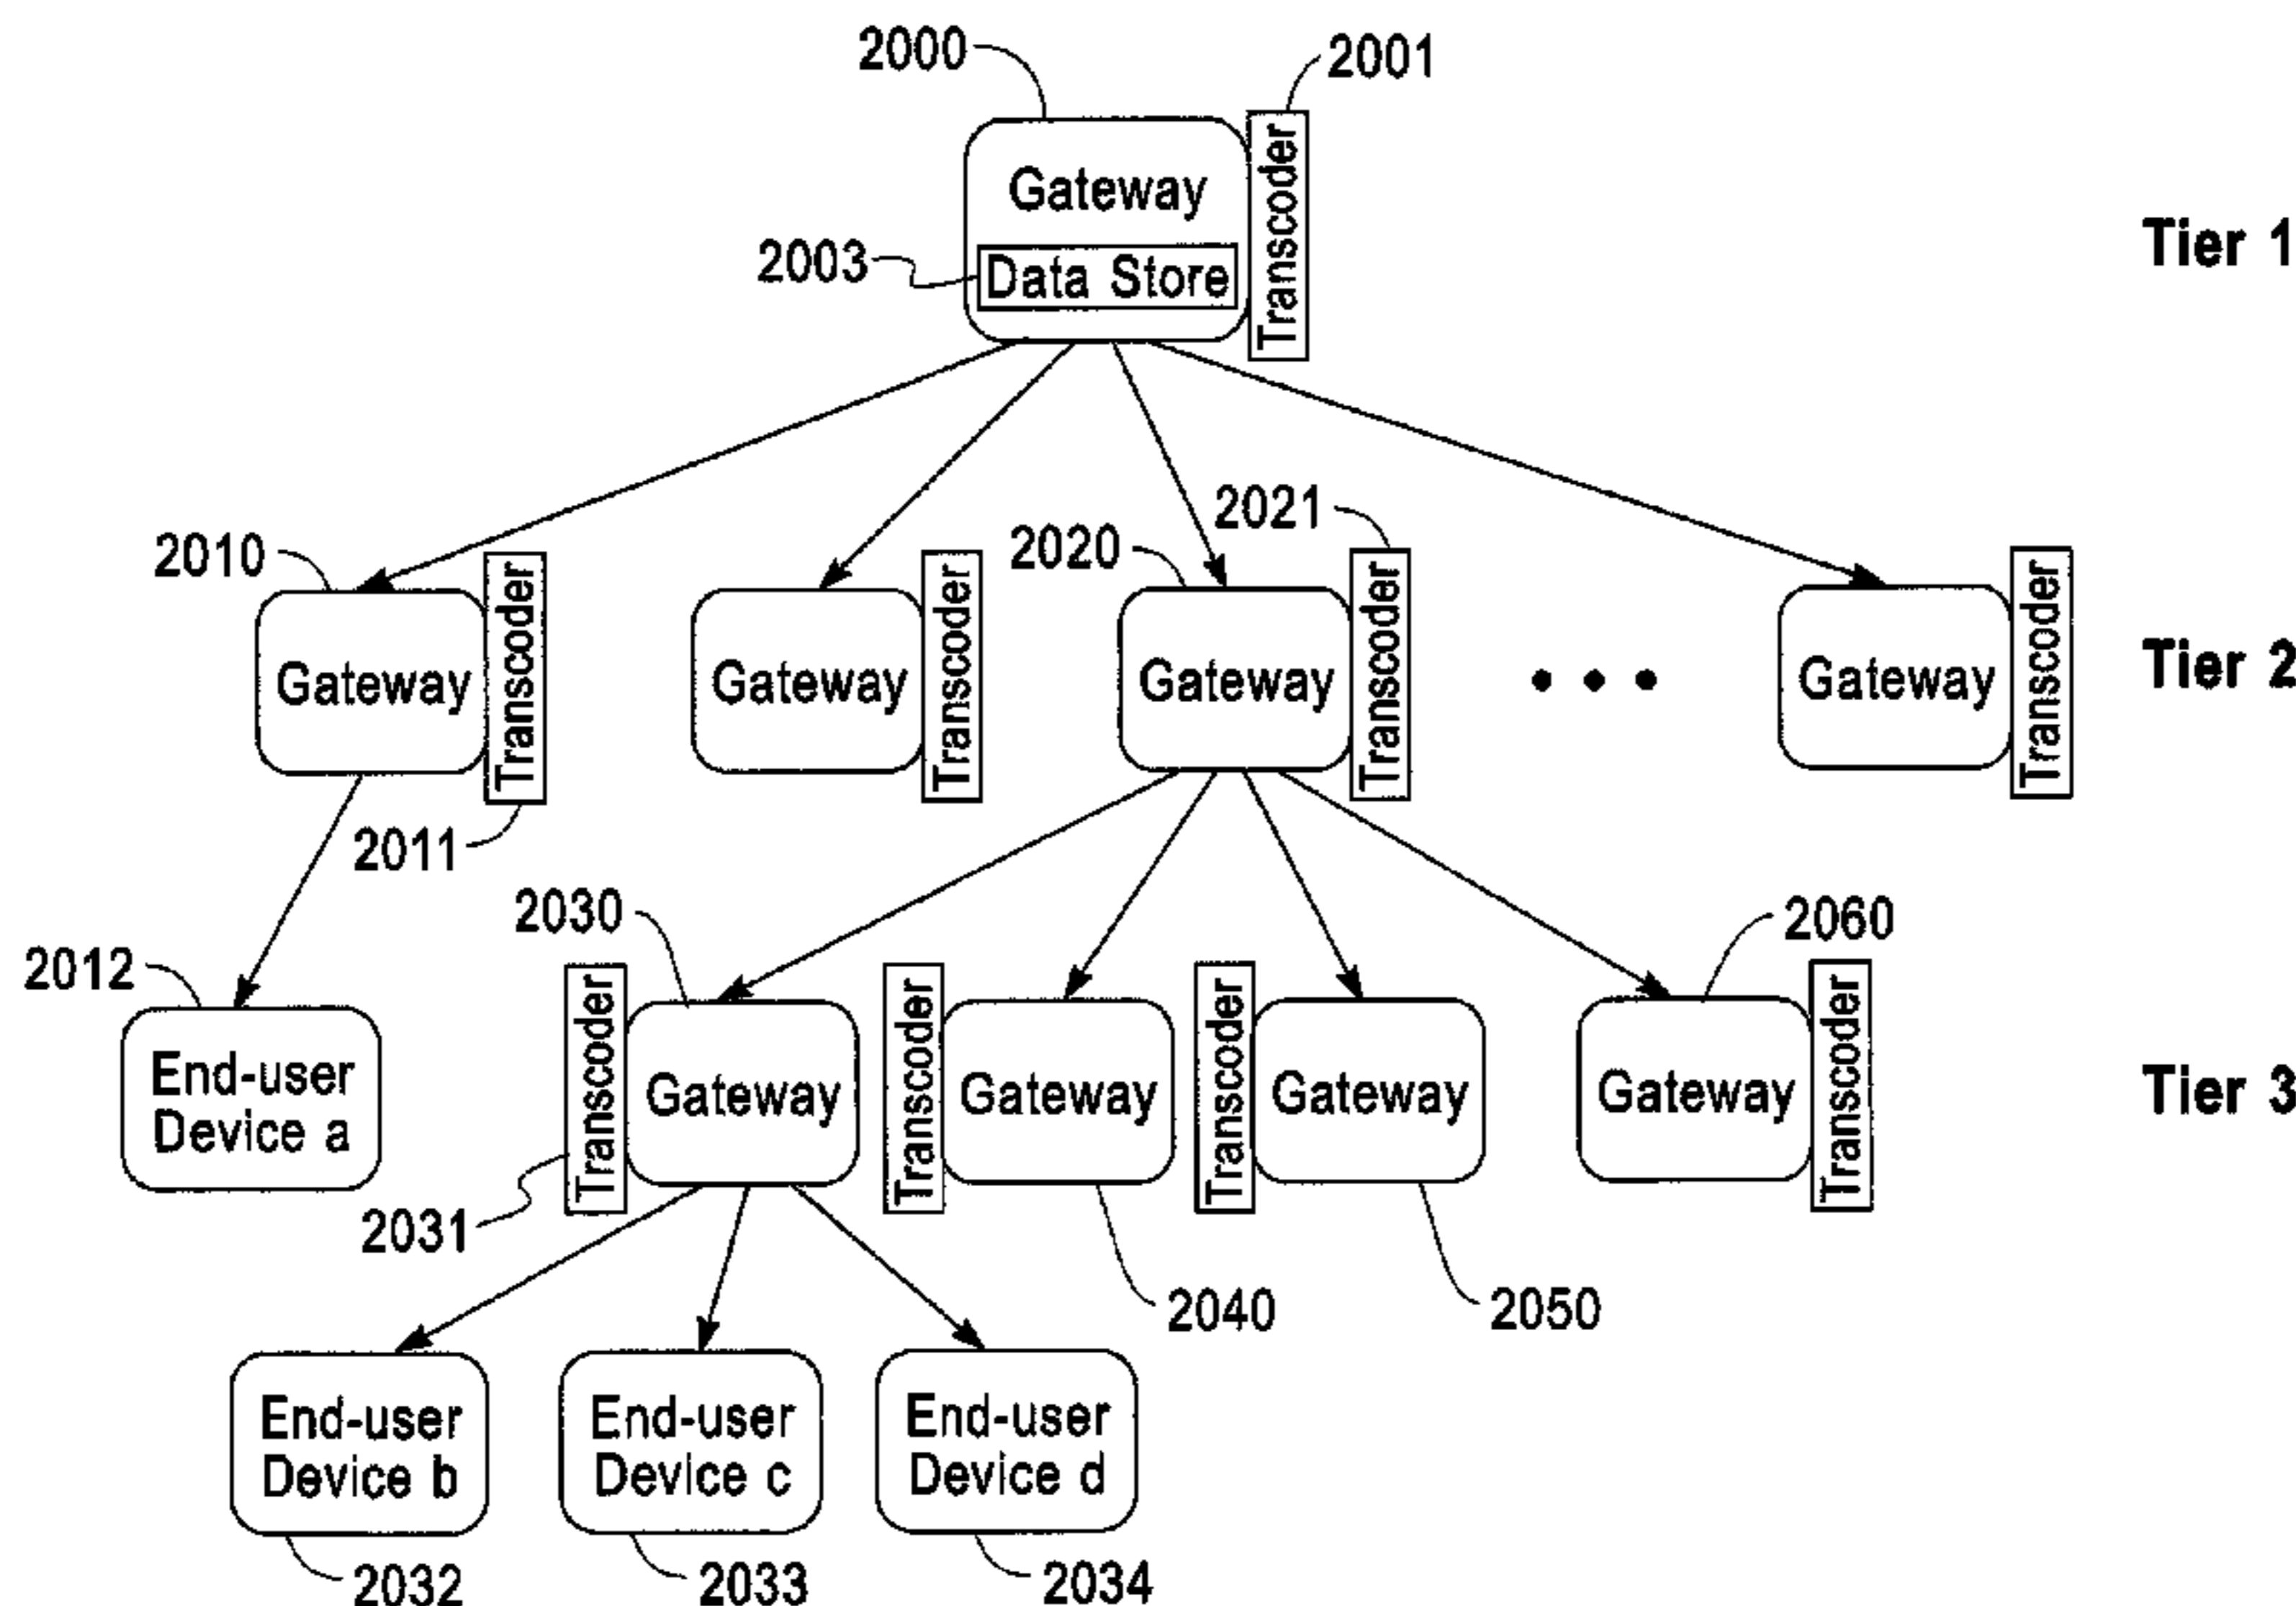 2000
2001
Gateway
Transcoder
Tier 1
2003
Data Store
2010
2020
2021
Gateway
Transcoder
Gateway
Transcoder
Gateway
Transcoder
• • •
Gateway
Transcoder
Tier 2
2011
2030
2060
2012
End-user
Device a
Transcoder
Gateway
Transcoder
Gateway
Transcoder
Gateway
Gateway
Transcoder
Tier 3
2031
2040
2050
End-user
Device b
End-user
Device c
End-user
Device d
2032
2033
2034